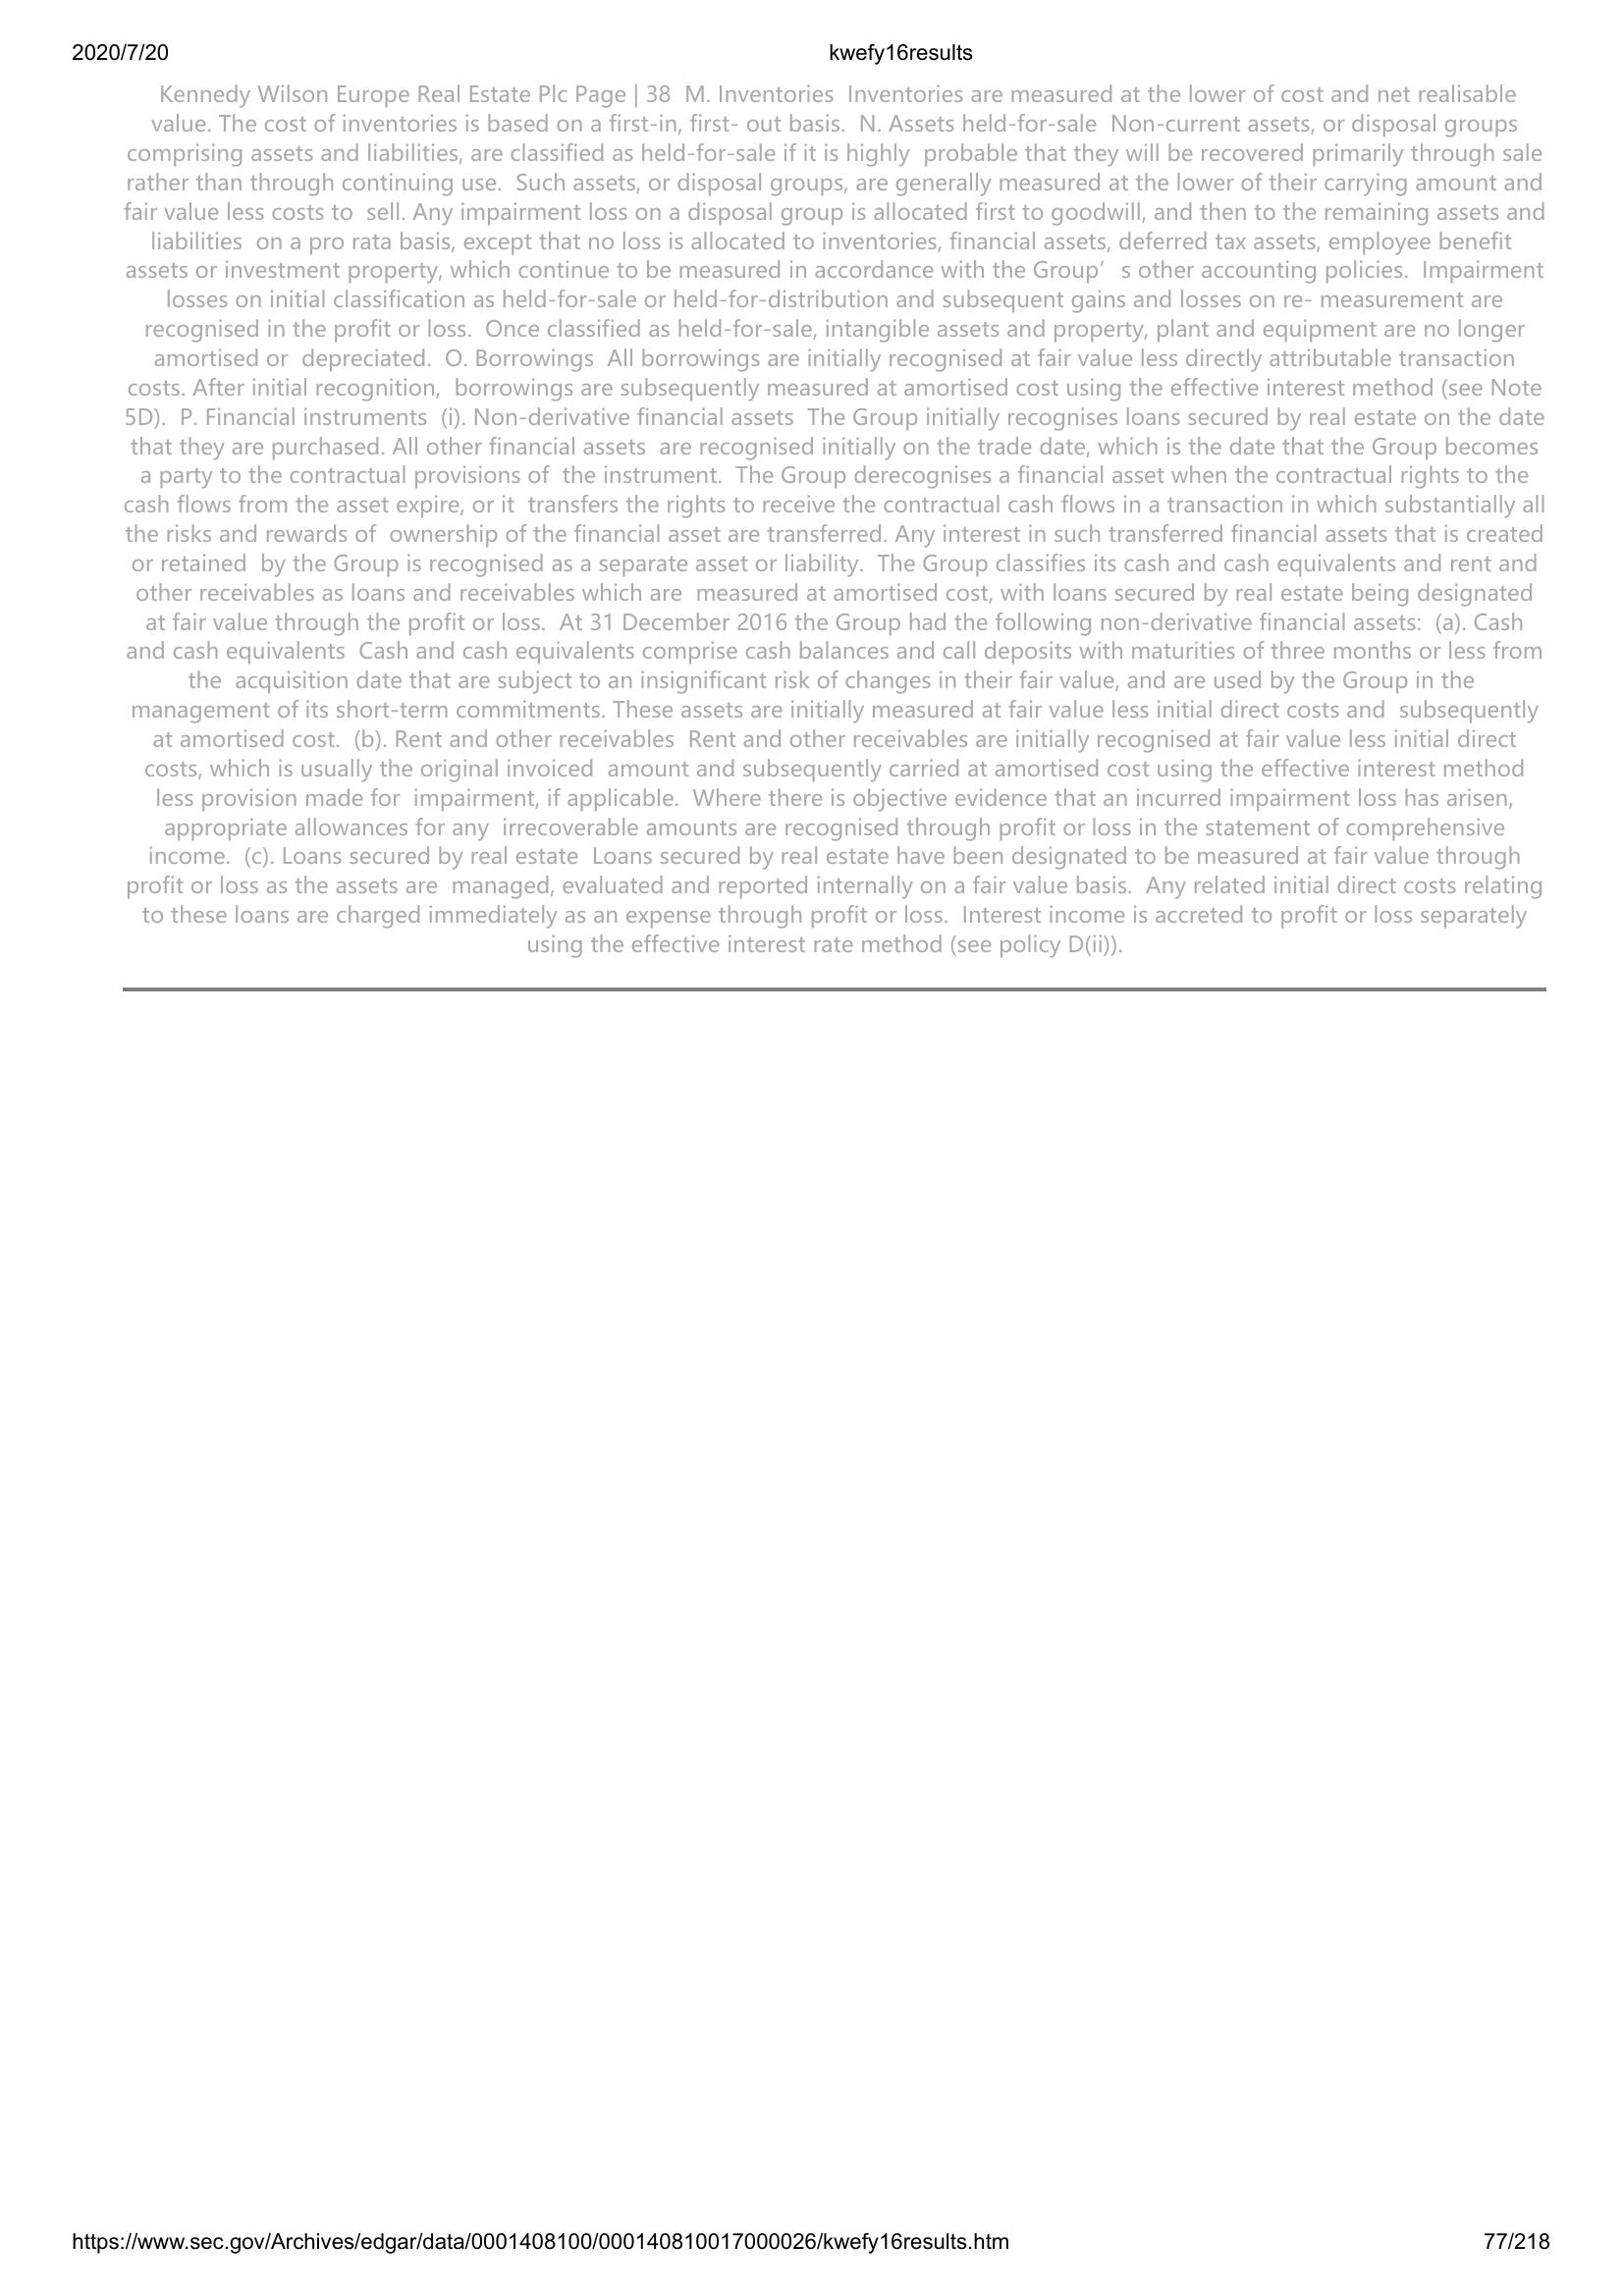 2020/7/20 kwefy16results
Kennedy Wilson Europe Real Estate Plc Page | 38 M. Inventories Inventories are measured at the lower of cost and net realisable
value. The cost of inventories is based on a first-in, first- out basis. N. Assets held-for-sale Non-current assets, or disposal groups
comprising assets and liabilities, are classified as held-for-sale if it is highly probable that they will be recovered primarily through sale
rather than through continuing use. Such assets, or disposal groups, are generally measured at the lower of their carrying amount and
fair value less costs to sell. Any impairment loss on a disposal group is allocated first to goodwill, and then to the remaining assets and
liabilities on a pro rata basis, except that no loss is allocated to inventories, financial assets, deferred tax assets, employee benefit
assets or investment property, which continue to be measured in accordance with the Group’ s other accounting policies. Impairment
losses on initial classification as held-for-sale or held-for-distribution and subsequent gains and losses on re- measurement are
recognised in the profit or loss. Once classified as held-for-sale, intangible assets and property, plant and equipment are no longer
amortised or depreciated. O. Borrowings All borrowings are initially recognised at fair value less directly attributable transaction
costs. After initial recognition, borrowings are subsequently measured at amortised cost using the effective interest method (see Note
5D). P. Financial instruments (i). Non-derivative financial assets The Group initially recognises loans secured by real estate on the date
that they are purchased. All other financial assets are recognised initially on the trade date, which is the date that the Group becomes
a party to the contractual provisions of the instrument. The Group derecognises a financial asset when the contractual rights to the
cash flows from the asset expire, or it transfers the rights to receive the contractual cash flows in a transaction in which substantially all
the risks and rewards of ownership of the financial asset are transferred. Any interest in such transferred financial assets that is created
or retained by the Group is recognised as a separate asset or liability. The Group classifies its cash and cash equivalents and rent and
other receivables as loans and receivables which are measured at amortised cost, with loans secured by real estate being designated
at fair value through the profit or loss. At 31 December 2016 the Group had the following non-derivative financial assets: (a). Cash
and cash equivalents Cash and cash equivalents comprise cash balances and call deposits with maturities of three months or less from
the acquisition date that are subject to an insignificant risk of changes in their fair value, and are used by the Group in the
management of its short-term commitments. These assets are initially measured at fair value less initial direct costs and subsequently
at amortised cost. (b). Rent and other receivables Rent and other receivables are initially recognised at fair value less initial direct
costs, which is usually the original invoiced amount and subsequently carried at amortised cost using the effective interest method
less provision made for impairment, if applicable. Where there is objective evidence that an incurred impairment loss has arisen,
appropriate allowances for any irrecoverable amounts are recognised through profit or loss in the statement of comprehensive
income. (c). Loans secured by real estate Loans secured by real estate have been designated to be measured at fair value through
profit or loss as the assets are managed, evaluated and reported internally on a fair value basis. Any related initial direct costs relating
to these loans are charged immediately as an expense through profit or loss. Interest income is accreted to profit or loss separately
using the effective interest rate method (see policy D(ii)).
https://www.sec.gov/Archives/edgar/data/0001408100/000140810017000026/kwefy16results.htm 77/218